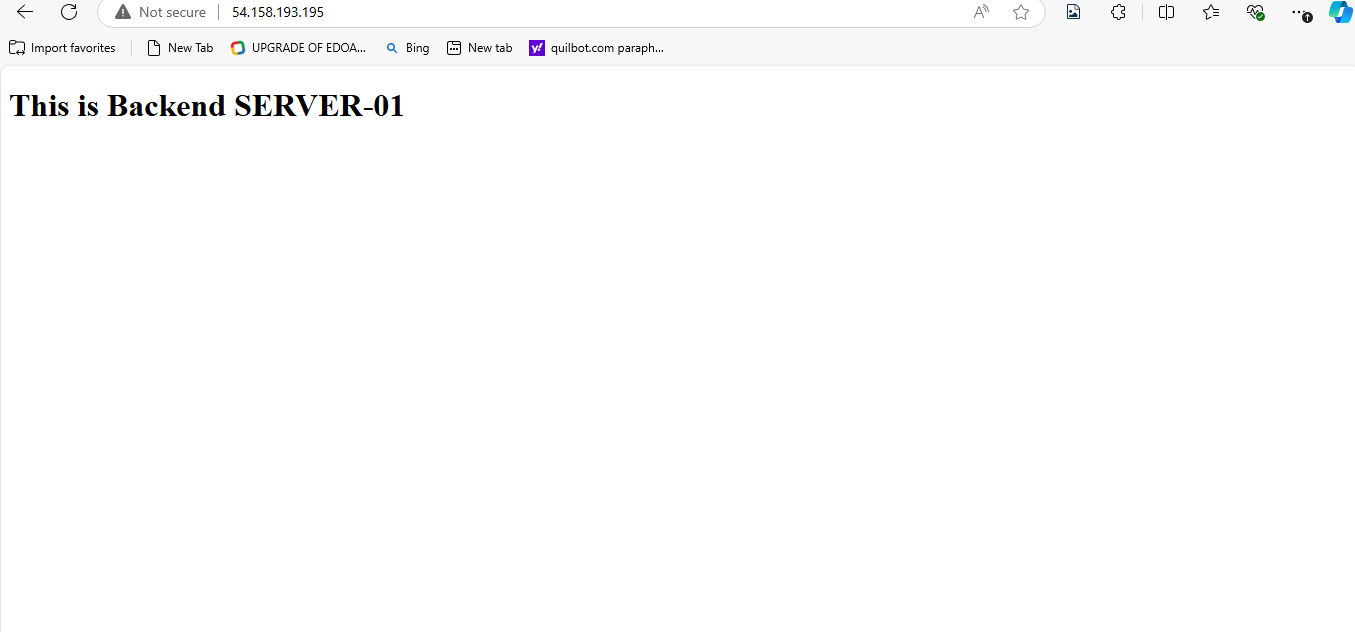 Not secure 54.158.193.195
Import favorites New Tab UPGRADE OF EDOA... Bing New tab quilbot.com paraph...
This is Backend SERVER-01